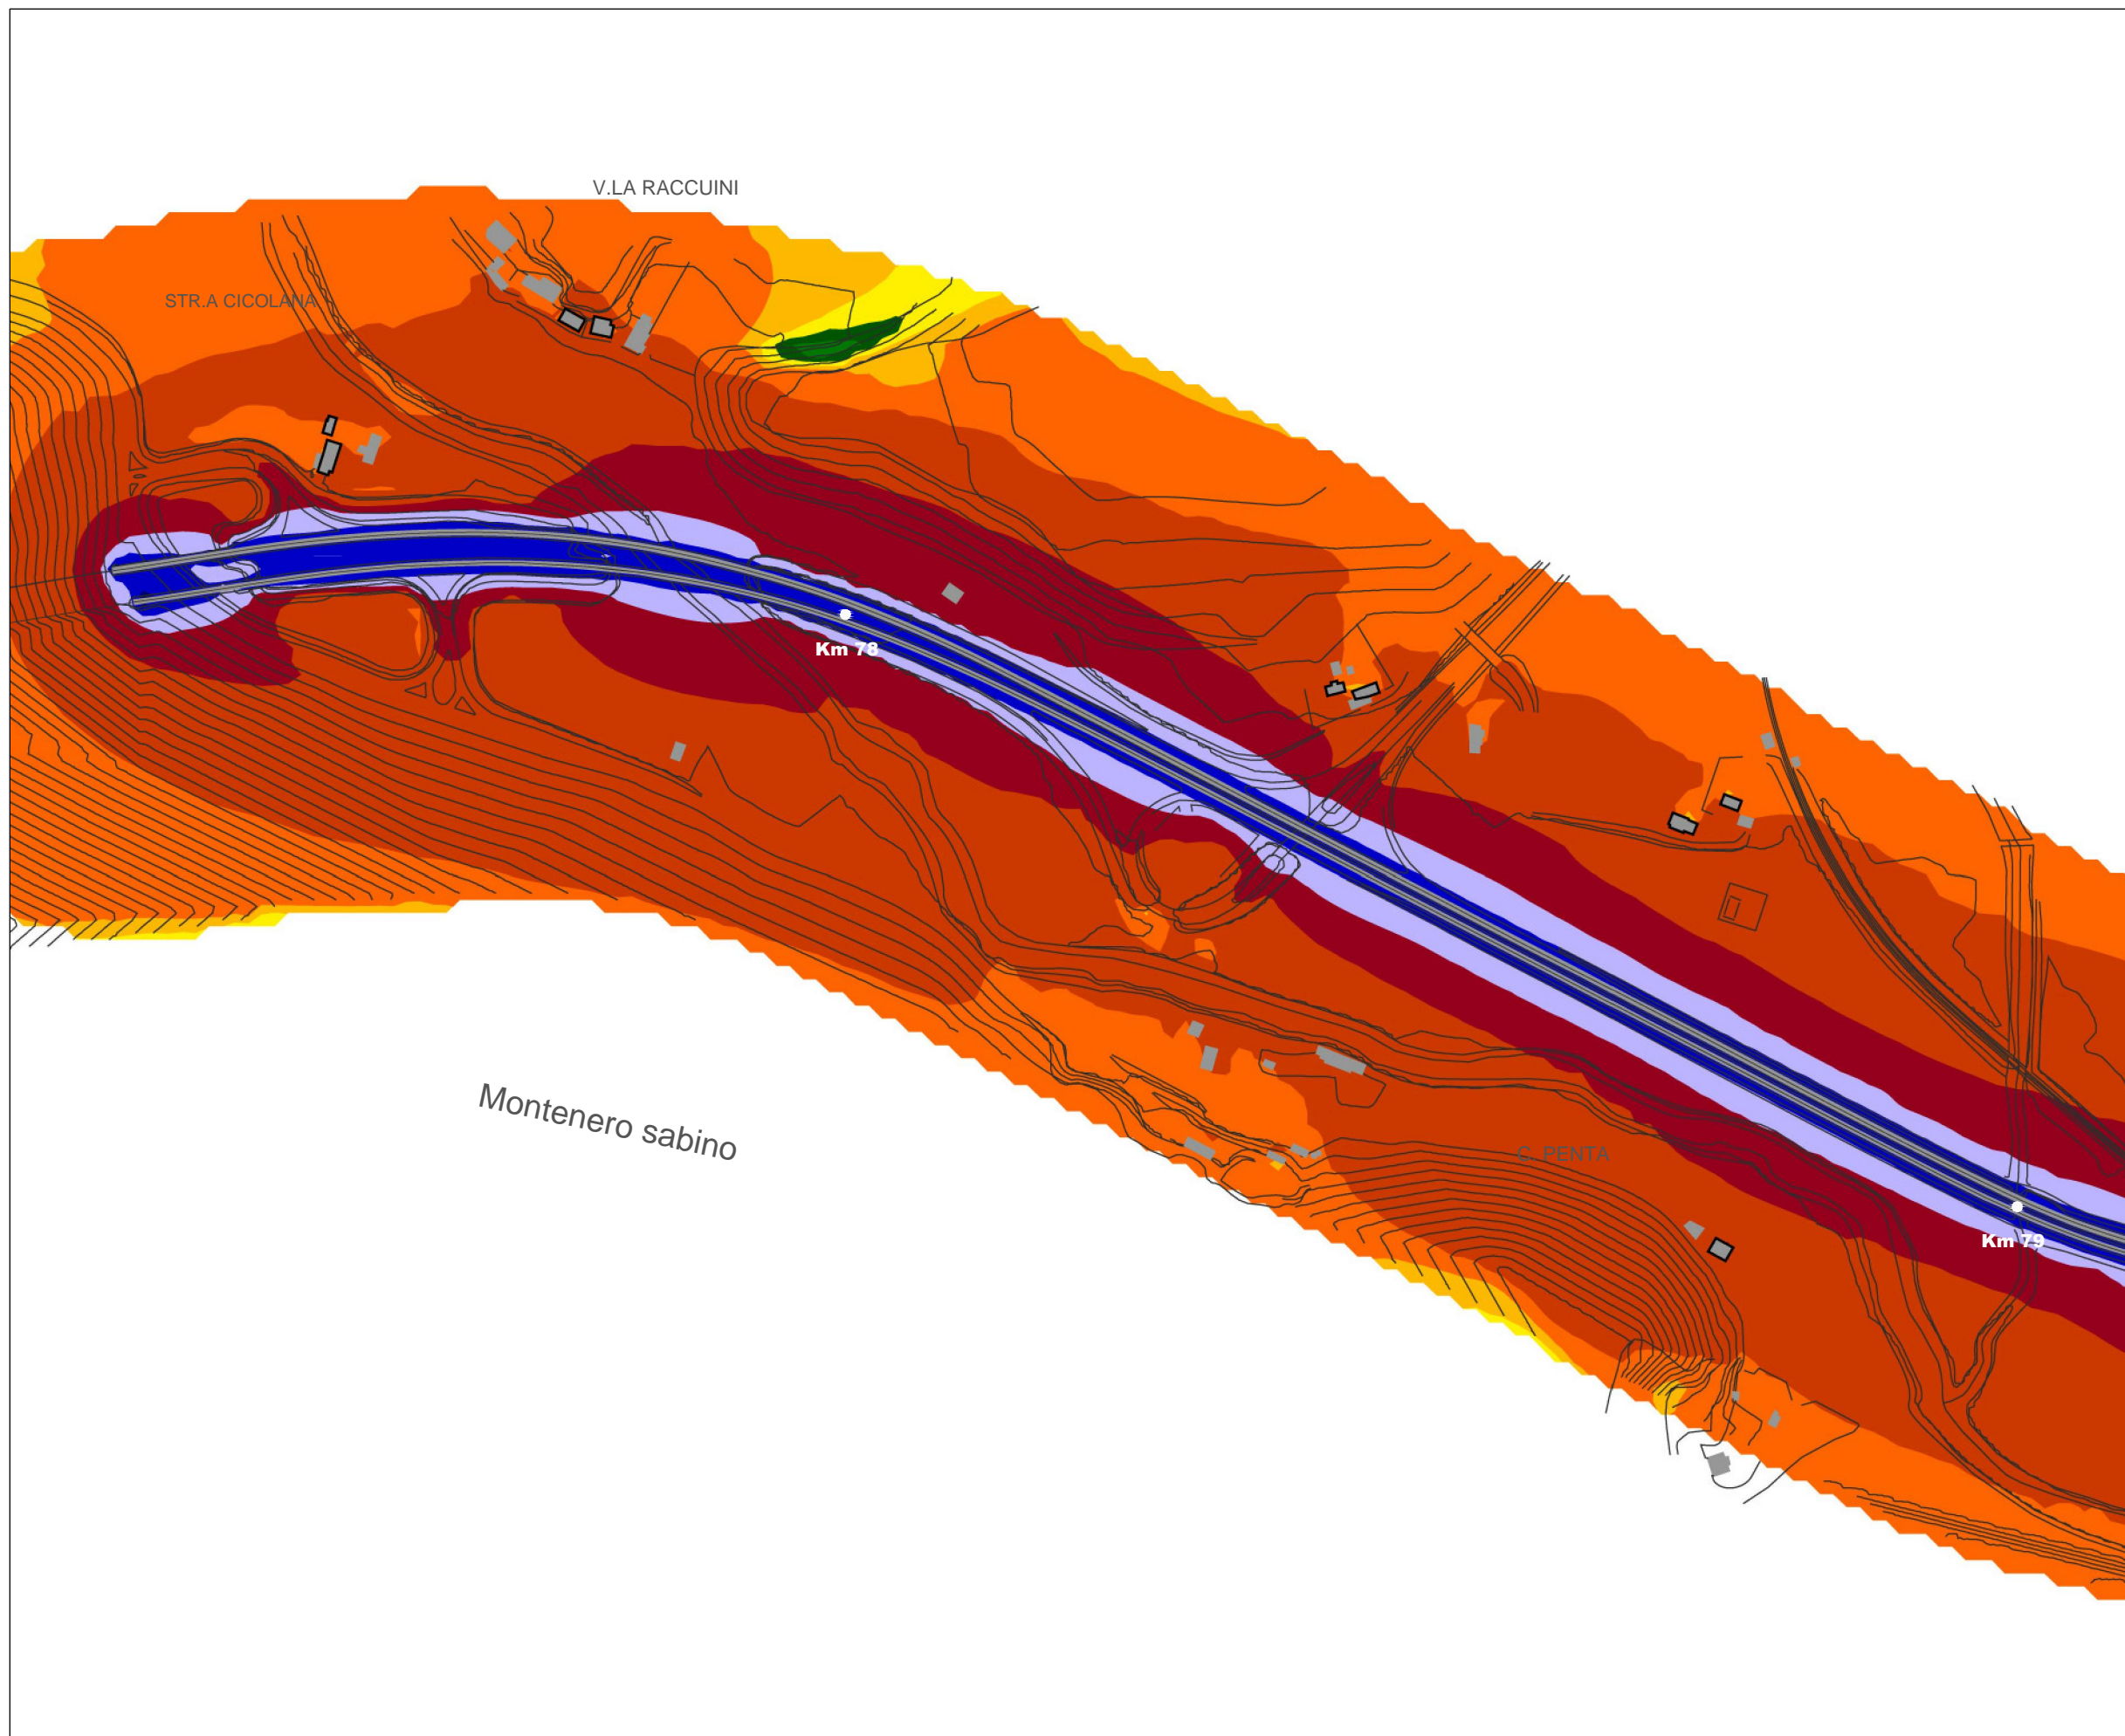 V.LA RACCUINI
STR.A CICOLANA
Km 78
Montenero sabino
C. PENTA
Km 79